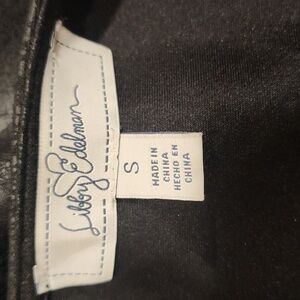 Libby Edelman
S
MADE IN
CHINA
HECHO EN
CHINA